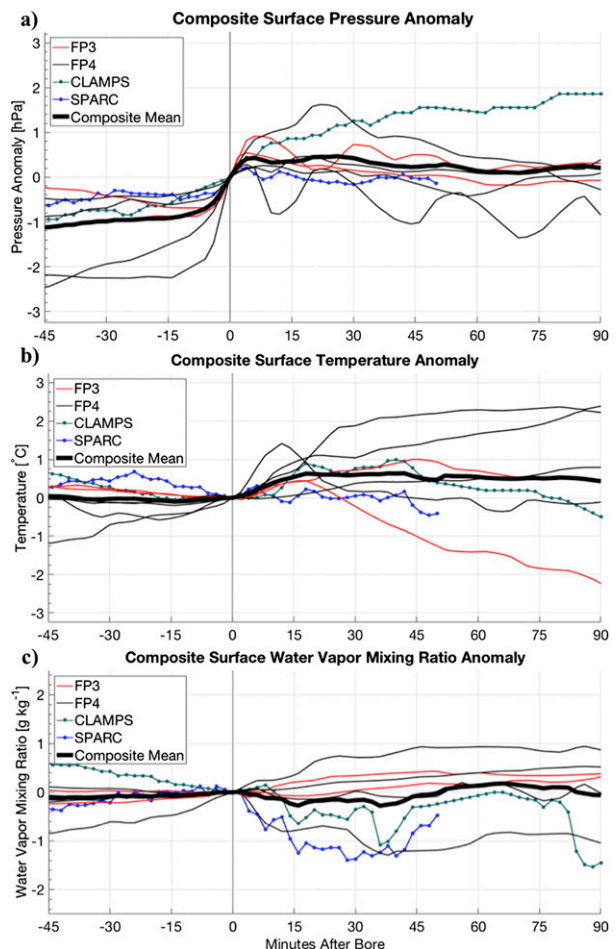 a)
Composite Surface Pressure Anomaly
Pressure Anomaly [hPa]
3
2
1
0
-1
-2
-3
FP3
FP4
CLAMPS
SPARC
Composite Mean
-45 -30 -15 0 15 30 45 60 75 90
b)
Composite Surface Temperature Anomaly
Temperature [°C]
3
2
1
0
-1
-2
-3
FP3
FP4
CLAMPS
SPARC
Composite Mean
-45 -30 -15 0 15 30 45 60 75 90
c)
Composite Surface Water Vapor Mixing Ratio Anomaly
Water Vapor Mixing Ratio [g kg⁻¹]
2
1
0
-1
-2
FP3
FP4
CLAMPS
SPARC
Composite Mean
-45 -30 -15 0 15 30 45 60 75 90
Minutes After Bore